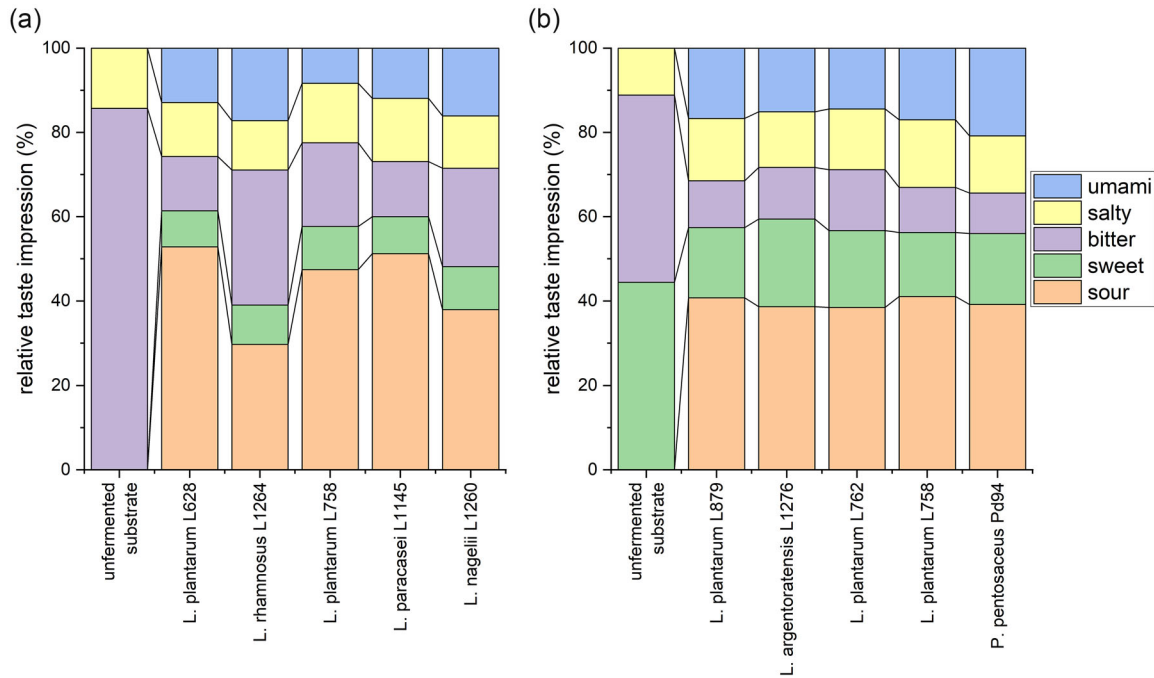 (a)
relative taste impression (%)
100
80
60
40
20
0
unfermented
substrate
L. plantarum L628
L. rhamnosus L1264
L. plantarum L758
L. paracasei L1145
L. nagelii L1260
(b)
relative taste impression (%)
100
80
60
40
20
0
unfermented
substrate
L. plantarum L879
L. argentoratensis L1276
L. plantarum L762
L. plantarum L758
P. pentosaceus Pd94
umami
salty
bitter
sweet
sour